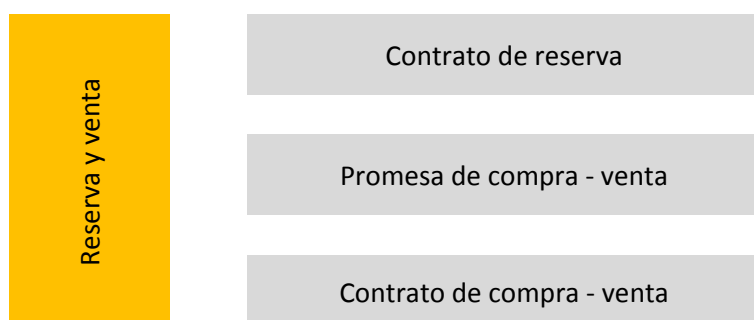 Reserva y venta
Contrato de reserva
Promesa de compra - venta
Contrato de compra - venta